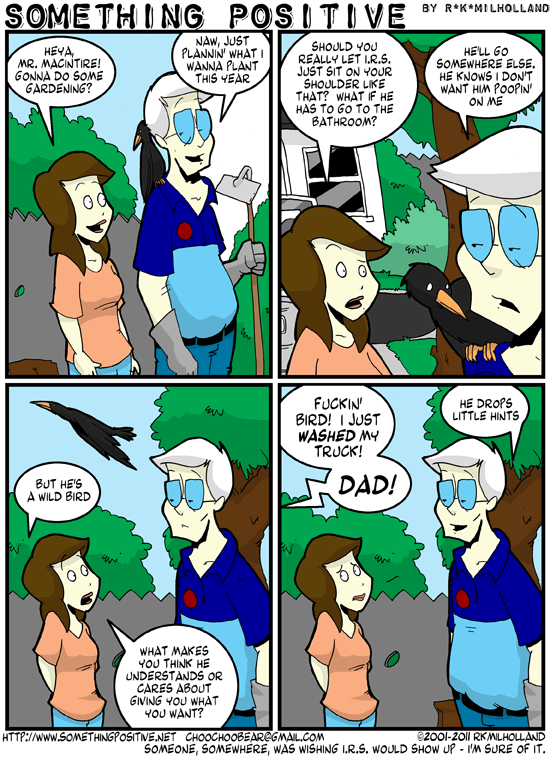 SOMETHING POSITIVE BY R*K*MILHOLLAND
HEYA,
MR. MACINTIRE!
GONNA DO SOME
GARDENING?
NAW, JUST
PLANNIN' WHAT I
WANNA PLANT
THIS YEAR
SHOULD YOU
REALLY LET I.R.S.
JUST SIT ON YOUR
SHOULDER LIKE
THAT? WHAT IF HE
HAS TO GO TO THE
BATHROOM?
HE'LL GO
SOMEWHERE ELSE.
HE KNOWS I DON'T
WANT HIM POOPIN'
ON ME
BUT HE'S
A WILD BIRD
WHAT MAKES
YOU THINK HE
UNDERSTANDS OR
CARES ABOUT
GIVING YOU WHAT
YOU WANT?
FUCKIN'
BIRD! I JUST
WASHED MY
TRUCK!
DAD!
HE DROPS
LITTLE HINTS
HTTP://WWW.SOMETHINGPOSITIVE.NET CHOOCHOOBEAR@GMAIL.COM ©2001-2011 RKMILHOLLAND
SOMEONE, SOMEWHERE, WAS WISHING I.R.S. WOULD SHOW UP - I'M SURE OF IT.